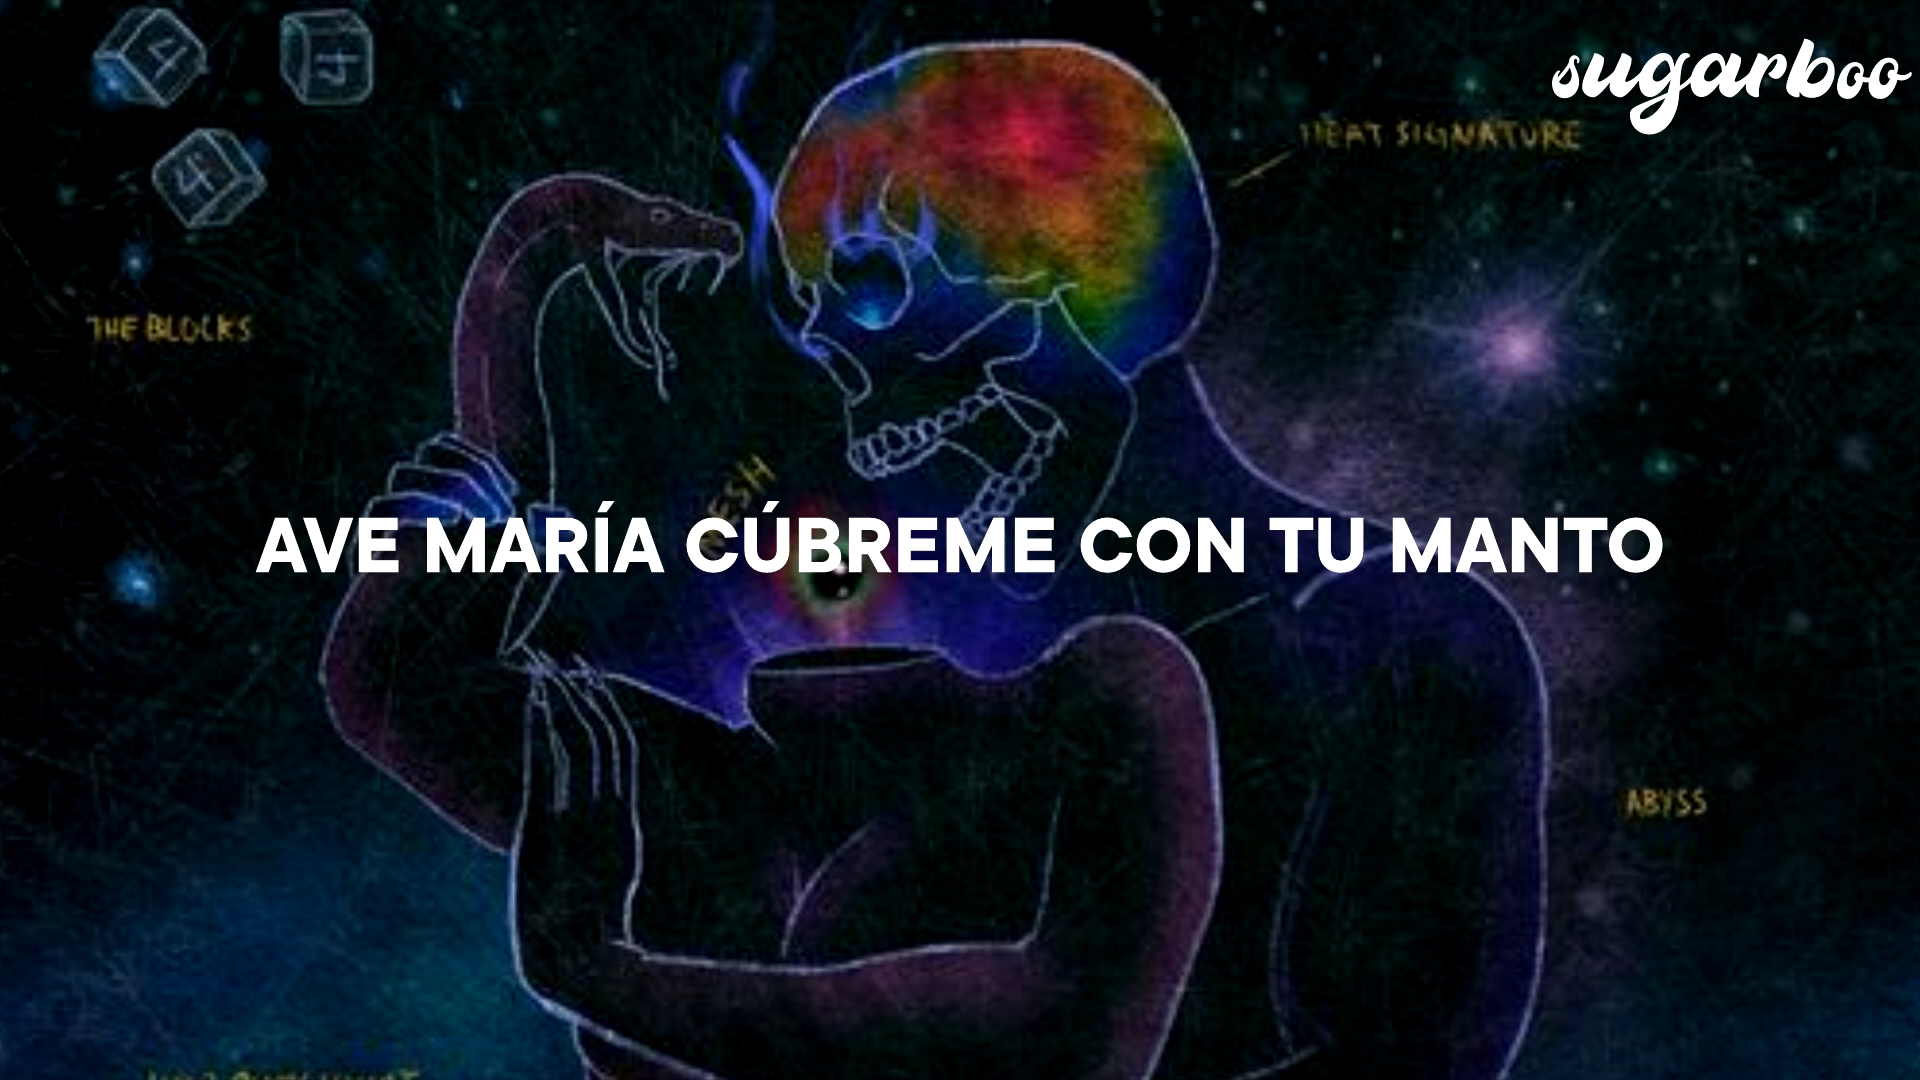 sugarboo
HEAT SIGNATURE
THE BLOCKS
AVE MARÍA CÚBREME CON TU MANTO
ABYSS